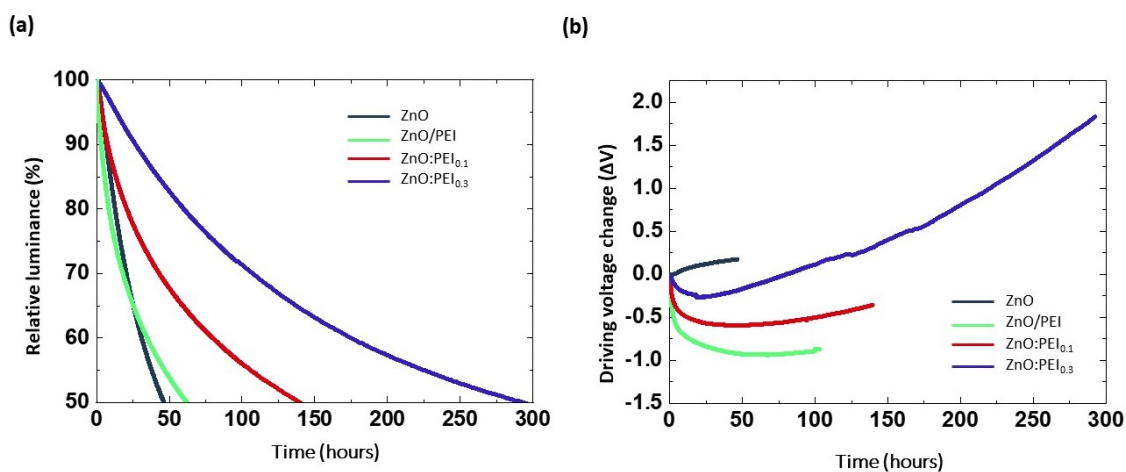 (a)
100
90
80
70
60
50
0
50
100
150
200
250
300
Relative luminance (%)
Time (hours)
ZnO
ZnO/PEI
ZnO:PEI₀.₁
ZnO:PEI₀.₃
(b)
2.0
1.5
1.0
0.5
0.0
-0.5
-1.0
-1.5
0
50
100
150
200
250
300
Driving voltage change (ΔV)
Time (hours)
ZnO
ZnO/PEI
ZnO:PEI₀.₁
ZnO:PEI₀.₃